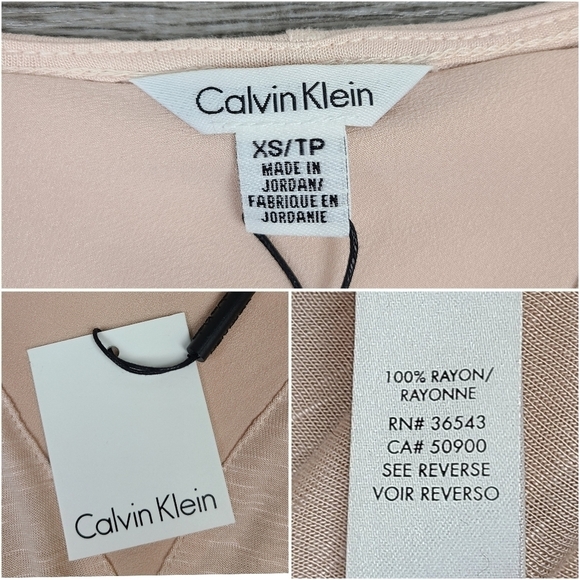 Calvin Klein
XS/TP
MADE IN
JORDAN/
FABRIQUE EN
JORDANIE
Calvin Klein
100% RAYON/
RAYONNE
RN# 36543
CA# 50900
SEE REVERSE
VOIR REVERSO